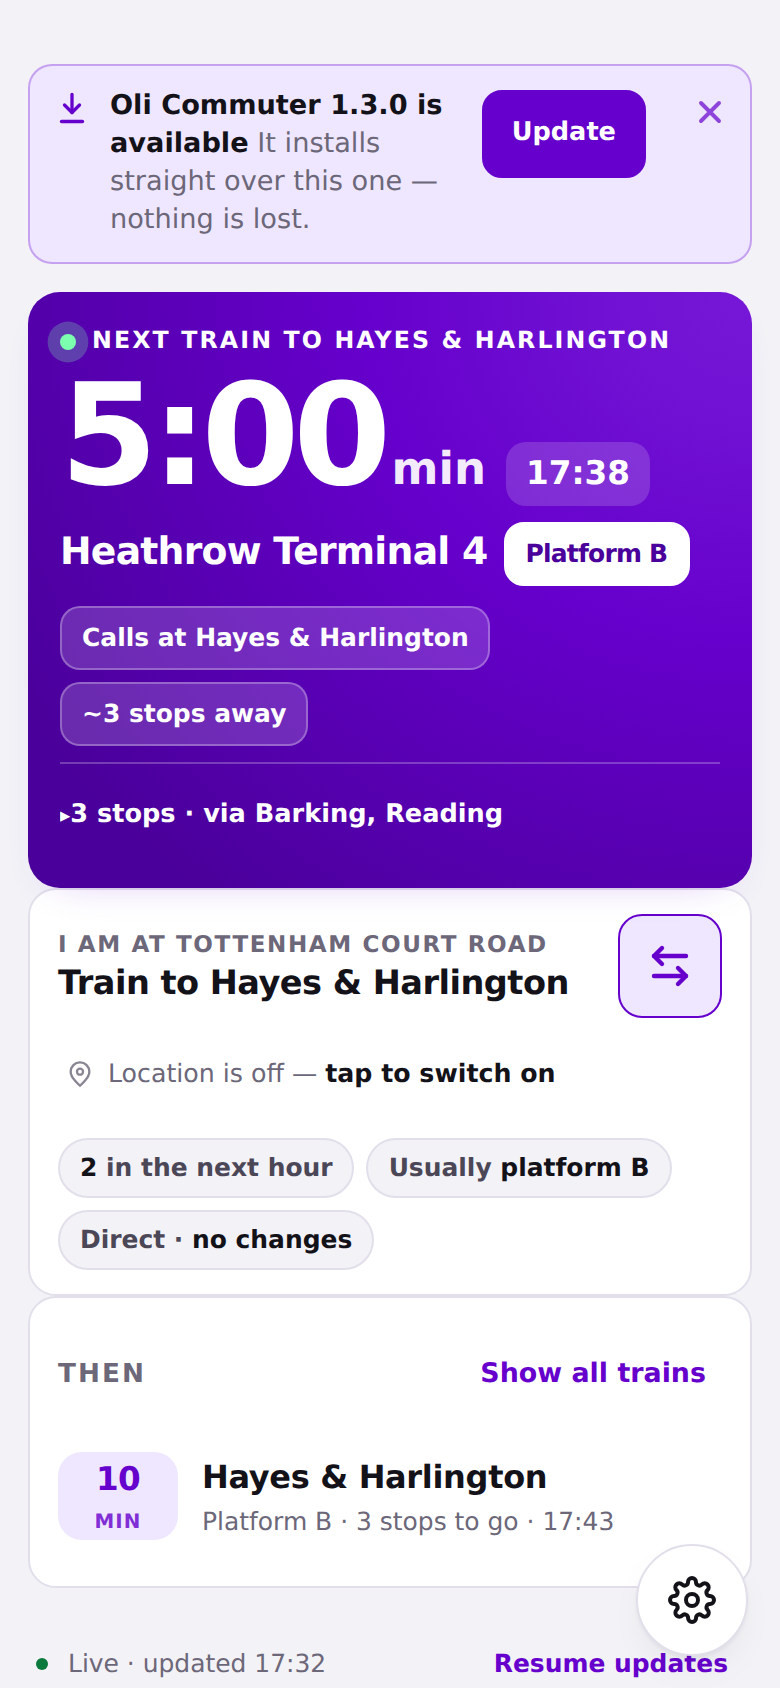 Oli Commuter 1.3.0 is
available It installs
straight over this one —
nothing is lost.
Update
NEXT TRAIN TO HAYES & HARLINGTON
5:00 min 17:38
Heathrow Terminal 4 Platform B
Calls at Hayes & Harlington
~3 stops away
▸3 stops · via Barking, Reading
I AM AT TOTTENHAM COURT ROAD
Train to Hayes & Harlington
Location is off — tap to switch on
2 in the next hour
Usually platform B
Direct · no changes
THEN
Show all trains
10
MIN
Hayes & Harlington
Platform B · 3 stops to go · 17:43
Live · updated 17:32
Resume updates